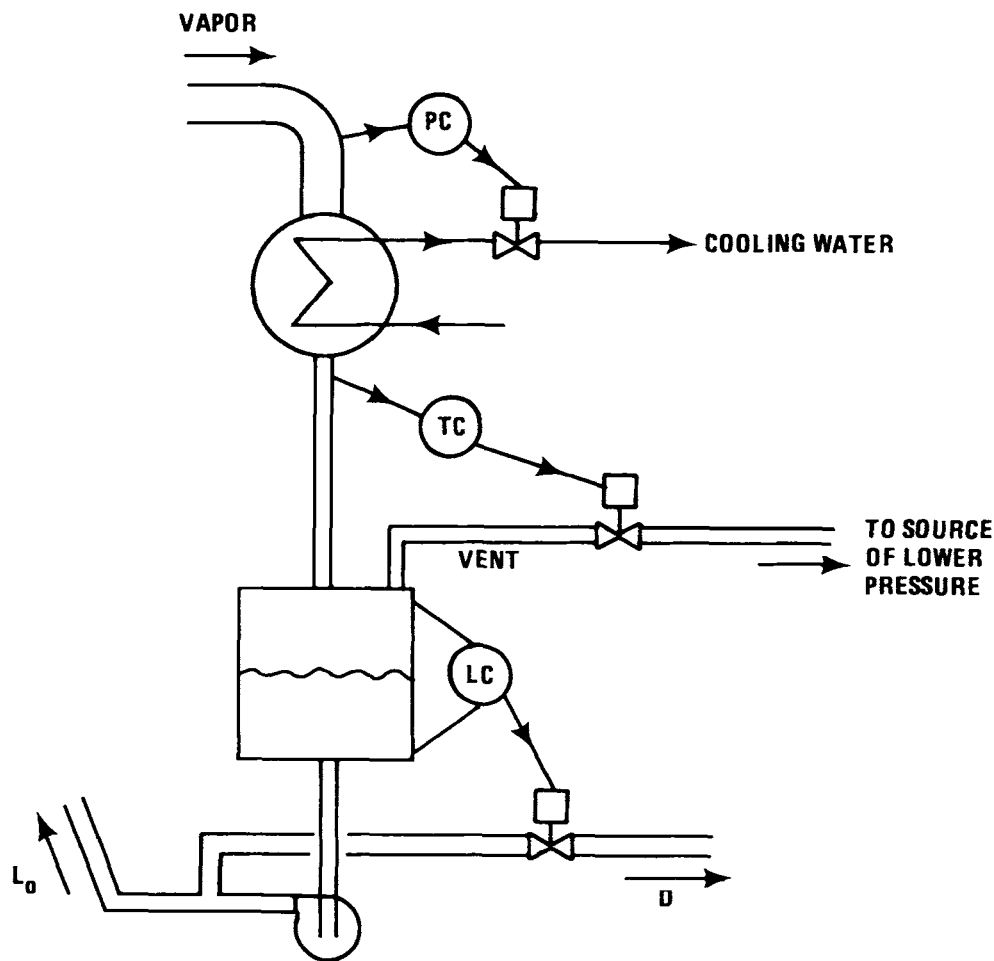 VAPOR
PC
COOLING WATER
TC
TO SOURCE
OF LOWER
PRESSURE
VENT
LC
L₀
D